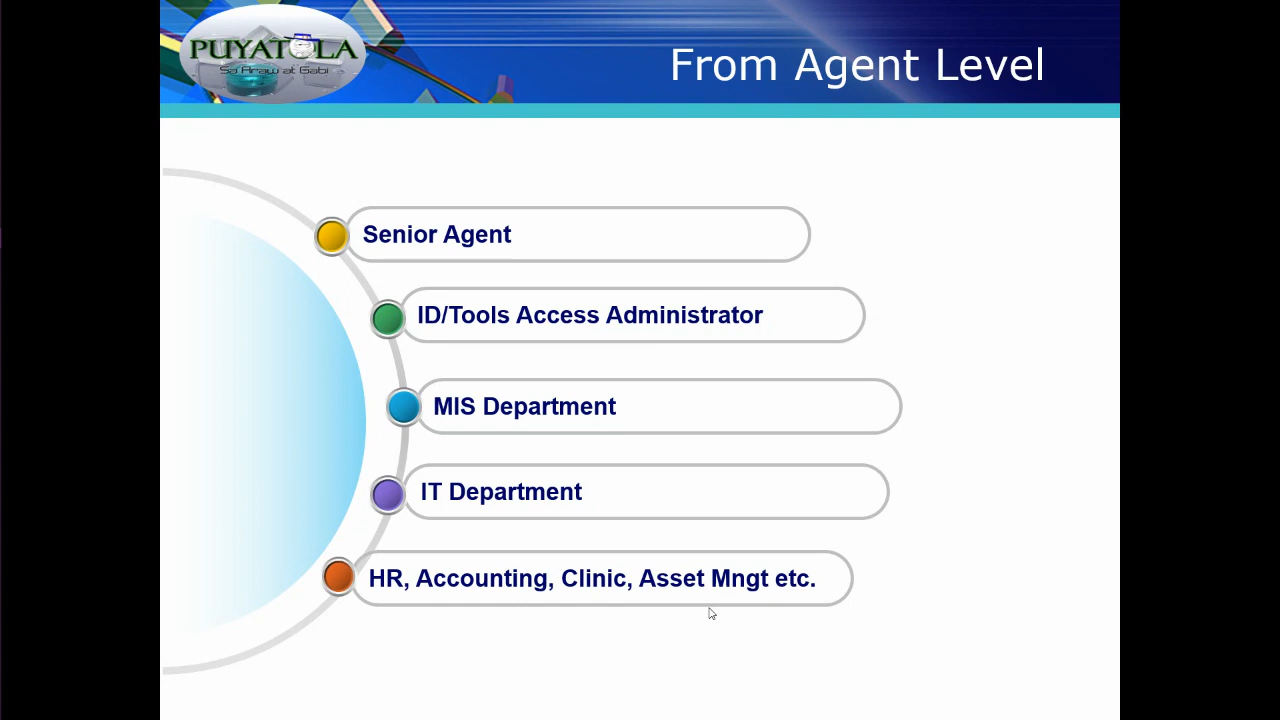 PUYATOLA
Sa Araw at Gabi
From Agent Level
Senior Agent
ID/Tools Access Administrator
MIS Department
IT Department
HR, Accounting, Clinic, Asset Mngt etc.